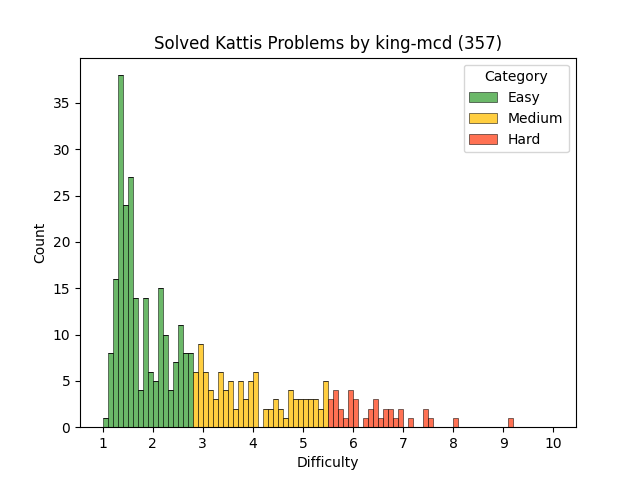 Solved Kattis Problems by king-mcd (357)
Category
Easy
Medium
Hard
35
30
25
20
15
10
5
0
Count
1 2 3 4 5 6 7 8 9 10
Difficulty